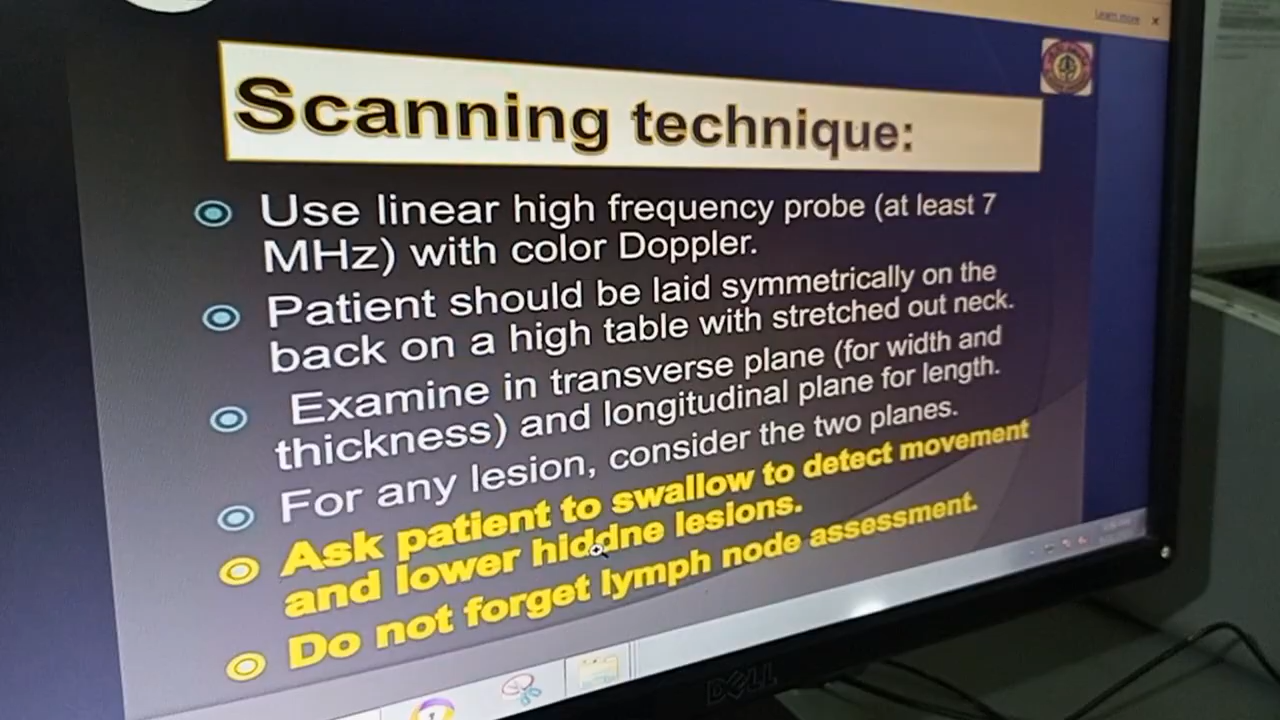 Learn more
Scanning technique:
Use linear high frequency probe (at least 7
MHz) with color Doppler.
Patient should be laid symmetrically on the
back on a high table with stretched out neck.
Examine in transverse plane (for width and
thickness) and longitudinal plane for length.
For any lesion, consider the two planes.
Ask patient to swallow to detect movement
and lower hiddne lesions.
Do not forget lymph node assessment.
DELL